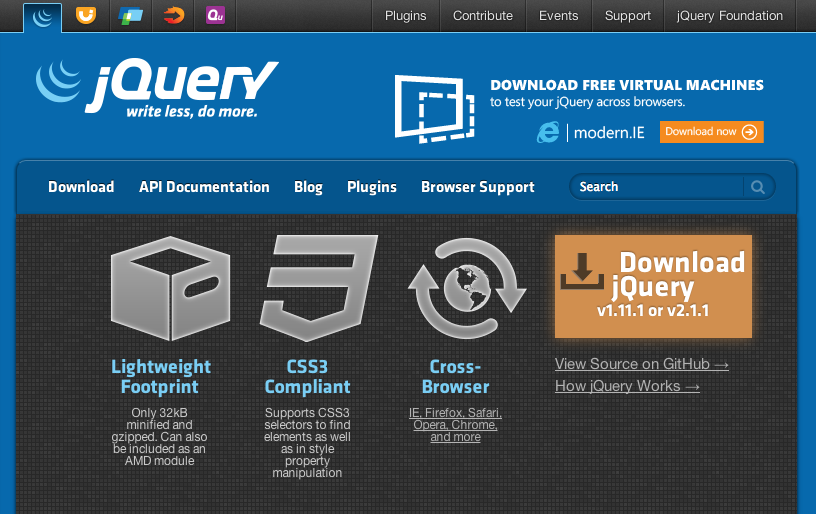 Qu
Plugins
Contribute
Events
Support
jQuery Foundation
jQuery
write less, do more.
DOWNLOAD FREE VIRTUAL MACHINES
to test your jQuery across browsers.
modern.IE
Download now
Download
API Documentation
Blog
Plugins
Browser Support
Search
Lightweight
Footprint
Only 32kB
minified and
gzipped. Can also
be included as an
AMD module
CSS3
Compliant
Supports CSS3
selectors to find
elements as well
as in style
property
manipulation
Cross-
Browser
IE, Firefox, Safari,
Opera, Chrome,
and more
Download
jQuery
v1.11.1 or v2.1.1
View Source on GitHub →
How jQuery Works →